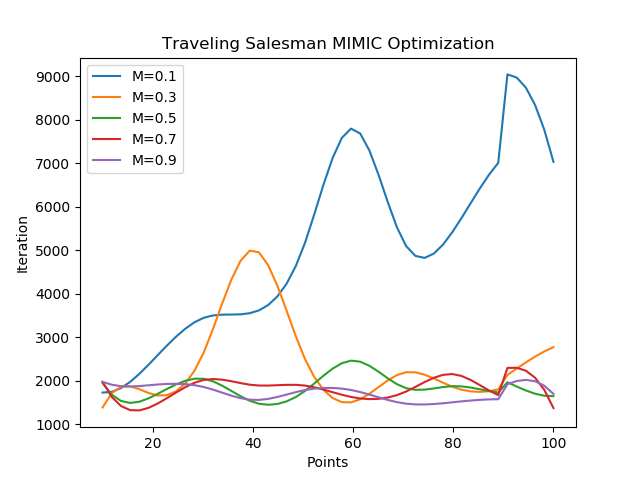 Traveling Salesman MIMIC Optimization
M=0.1
M=0.3
M=0.5
M=0.7
M=0.9
Iteration
9000
8000
7000
6000
5000
4000
3000
2000
1000
20 40 60 80 100
Points